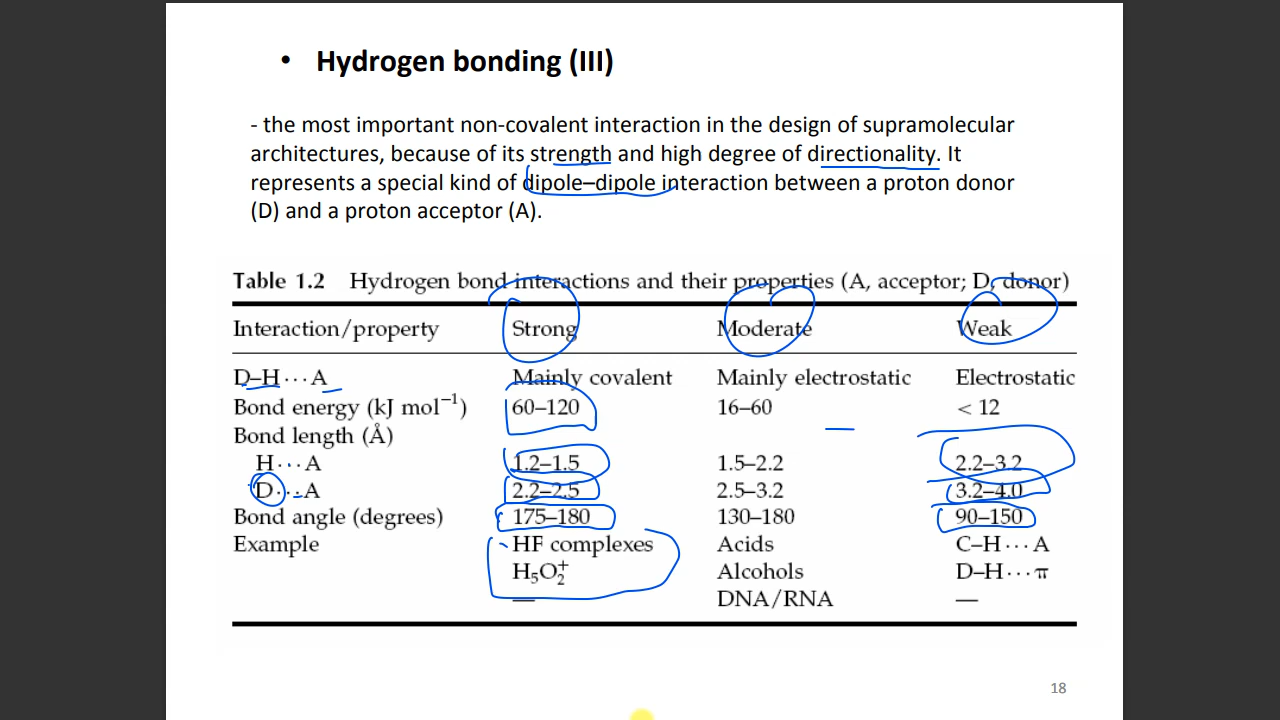 • Hydrogen bonding (III)
- the most important non-covalent interaction in the design of supramolecular
architectures, because of its strength and high degree of directionality. It
represents a special kind of dipole–dipole interaction between a proton donor
(D) and a proton acceptor (A).
Table 1.2 Hydrogen bond interactions and their properties (A, acceptor; D, donor)
Interaction/property Strong Moderate Weak
D–H···A Mainly covalent Mainly electrostatic Electrostatic
Bond energy (kJ mol⁻¹) 60–120 16–60 < 12
Bond length (Å)
H···A 1.2–1.5 1.5–2.2 2.2–3.2
D···A 2.2–2.5 2.5–3.2 3.2–4.0
Bond angle (degrees) 175–180 130–180 90–150
Example HF complexes Acids C–H···A
H₅O₂⁺ Alcohols D–H···π
— DNA/RNA —
18